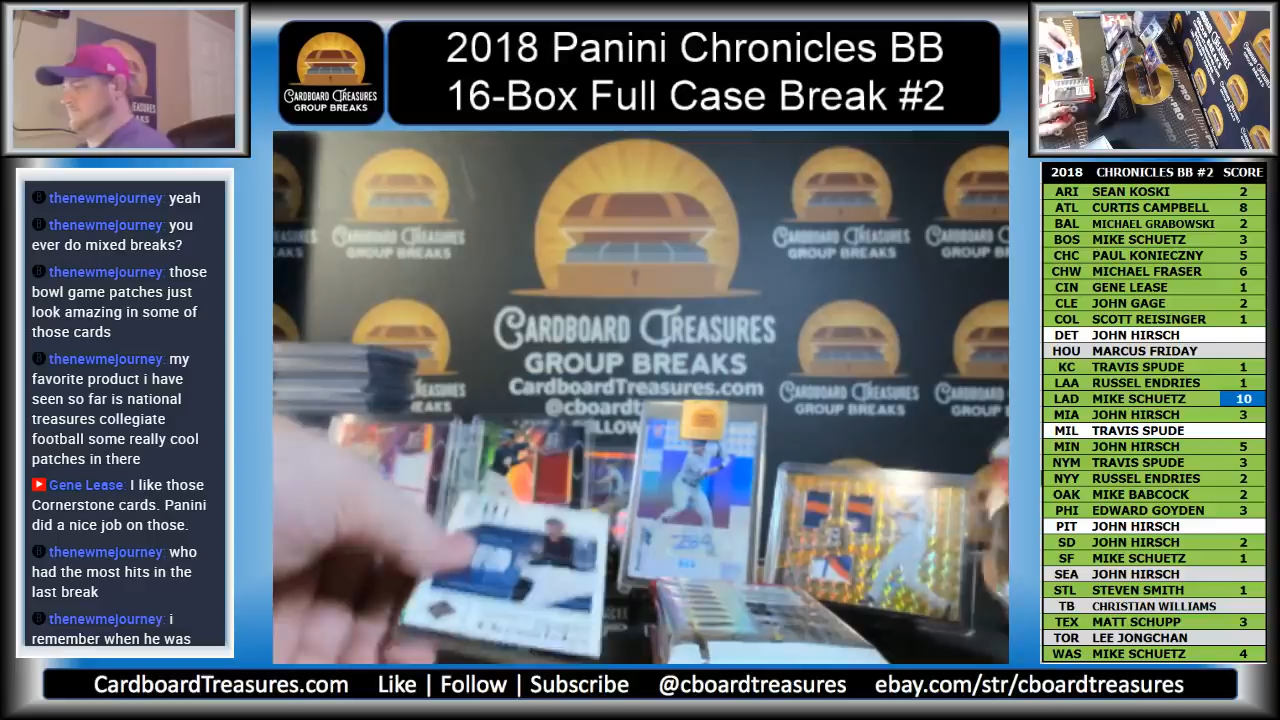 2018 Panini Chronicles BB
16-Box Full Case Break #2
CARDBOARD TREASURES
GROUP BREAKS
thenewmejourney: yeah
thenewmejourney: you
ever do mixed breaks?
thenewmejourney: those
bowl game patches just
look amazing in some of
those cards
thenewmejourney: my
favorite product i have
seen so far is national
treasures collegiate
football some really cool
patches in there
Gene Lease: I like those
Cornerstone cards. Panini
did a nice job on those.
thenewmejourney: who
had the most hits in the
last break
thenewmejourney: i
remember when he was
CARDBOARD TREASURES
GROUP BREAKS
CARDBOARD TREASURES
GROUP BREAKS
CARDBOARD TREASURES
GROUP BREAKS
CardboardTreasures.com
@cboardtreasures
2018 CHRONICLES BB #2 SCORE
ARI SEAN KOSKI 2
ATL CURTIS CAMPBELL 8
BAL MICHAEL GRABOWSKI 2
BOS MIKE SCHUETZ 3
CHC PAUL KONIECZNY 5
CHW MICHAEL FRASER 6
CIN GENE LEASE 1
CLE JOHN GAGE 2
COL SCOTT REISINGER 1
DET JOHN HIRSCH
HOU MARCUS FRIDAY
KC TRAVIS SPUDE 1
LAA RUSSEL ENDRIES 1
LAD MIKE SCHUETZ 10
MIA JOHN HIRSCH 3
MIL TRAVIS SPUDE
MIN JOHN HIRSCH 5
NYM TRAVIS SPUDE 3
NYY RUSSEL ENDRIES 2
OAK MIKE BABCOCK 2
PHI EDWARD GOYDEN 3
PIT JOHN HIRSCH
SD JOHN HIRSCH 2
SF MIKE SCHUETZ 1
SEA JOHN HIRSCH
STL STEVEN SMITH 1
TB CHRISTIAN WILLIAMS
TEX MATT SCHUPP 3
TOR LEE JONGCHAN
WAS MIKE SCHUETZ 4
CardboardTreasures.com Like | Follow | Subscribe @cboardtreasures ebay.com/str/cboardtreasures